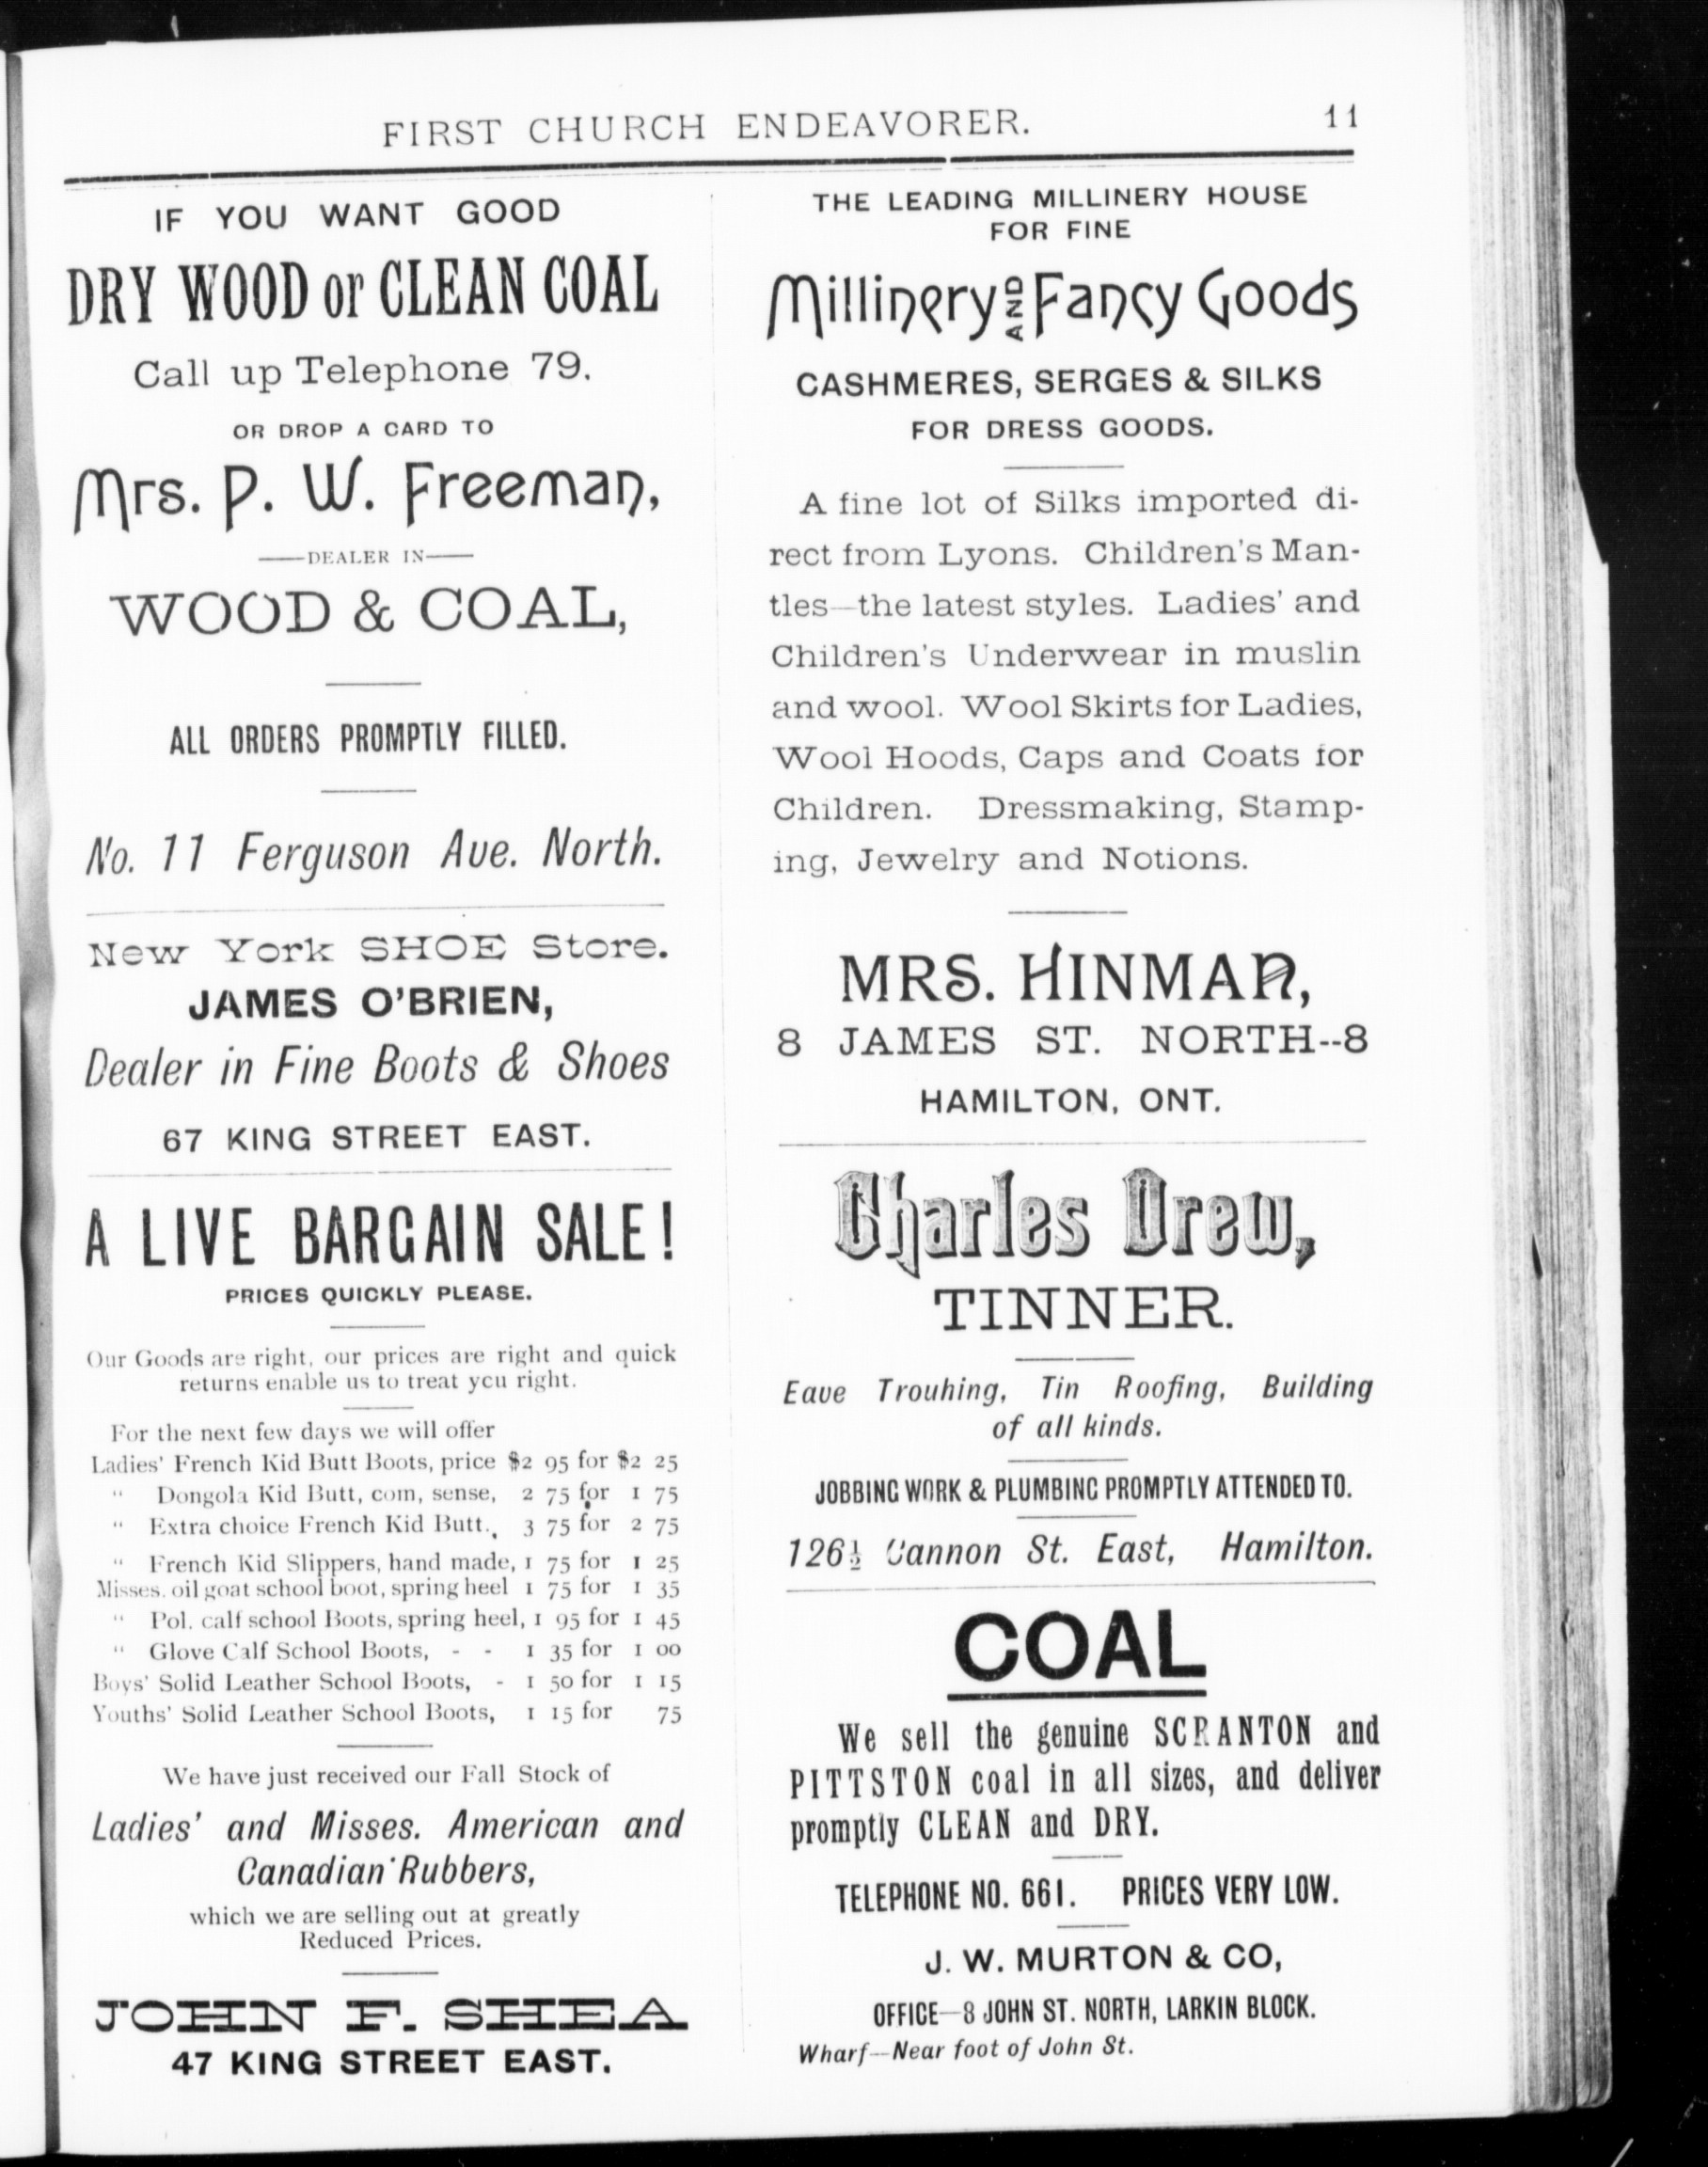 FIRST CHURCH ENDEAVORER. 11
IF YOU WANT GOOD
DRY WOOD or CLEAN COAL
Call up Telephone 79.
OR DROP A CARD TO
Mrs. P. W. Freeman,
—DEALER IN—
WOOD & COAL,
ALL ORDERS PROMPTLY FILLED.
No. 11 Ferguson Ave. North.
New York SHOE Store.
JAMES O'BRIEN,
Dealer in Fine Boots & Shoes
67 KING STREET EAST.
A LIVE BARGAIN SALE!
PRICES QUICKLY PLEASE.
Our Goods are right, our prices are right and quick
returns enable us to treat you right.
For the next few days we will offer
Ladies' French Kid Butt Boots, price $2 95 for $2 25
" Dongola Kid Butt, com, sense, 2 75 for 1 75
" Extra choice French Kid Butt., 3 75 for 2 75
" French Kid Slippers, hand made, 1 75 for 1 25
Misses. oil goat school boot, spring heel 1 75 for 1 35
" Pol. calf school Boots, spring heel, 1 95 for 1 45
" Glove Calf School Boots, - - 1 35 for 1 00
Boys' Solid Leather School Boots, - 1 50 for 1 15
Youths' Solid Leather School Boots, 1 15 for 75
We have just received our Fall Stock of
Ladies' and Misses. American and
Canadian Rubbers,
which we are selling out at greatly
Reduced Prices.
JOHN F. SHEA
47 KING STREET EAST.
THE LEADING MILLINERY HOUSE
FOR FINE
Millinery AND Fancy Goods
CASHMERES, SERGES & SILKS
FOR DRESS GOODS.
A fine lot of Silks imported di-
rect from Lyons. Children's Man-
tles—the latest styles. Ladies' and
Children's Underwear in muslin
and wool. Wool Skirts for Ladies,
Wool Hoods, Caps and Coats for
Children. Dressmaking, Stamp-
ing, Jewelry and Notions.
MRS. HINMAN,
8 JAMES ST. NORTH--8
HAMILTON, ONT.
Charles Drew,
TINNER.
Eave Trouhing, Tin Roofing, Building
of all kinds.
JOBBING WORK & PLUMBING PROMPTLY ATTENDED TO.
126½ Cannon St. East, Hamilton.
COAL
We sell the genuine SCRANTON and
PITTSTON coal in all sizes, and deliver
promptly CLEAN and DRY.
TELEPHONE NO. 661. PRICES VERY LOW.
J. W. MURTON & CO,
OFFICE—8 JOHN ST. NORTH, LARKIN BLOCK.
Wharf—Near foot of John St.